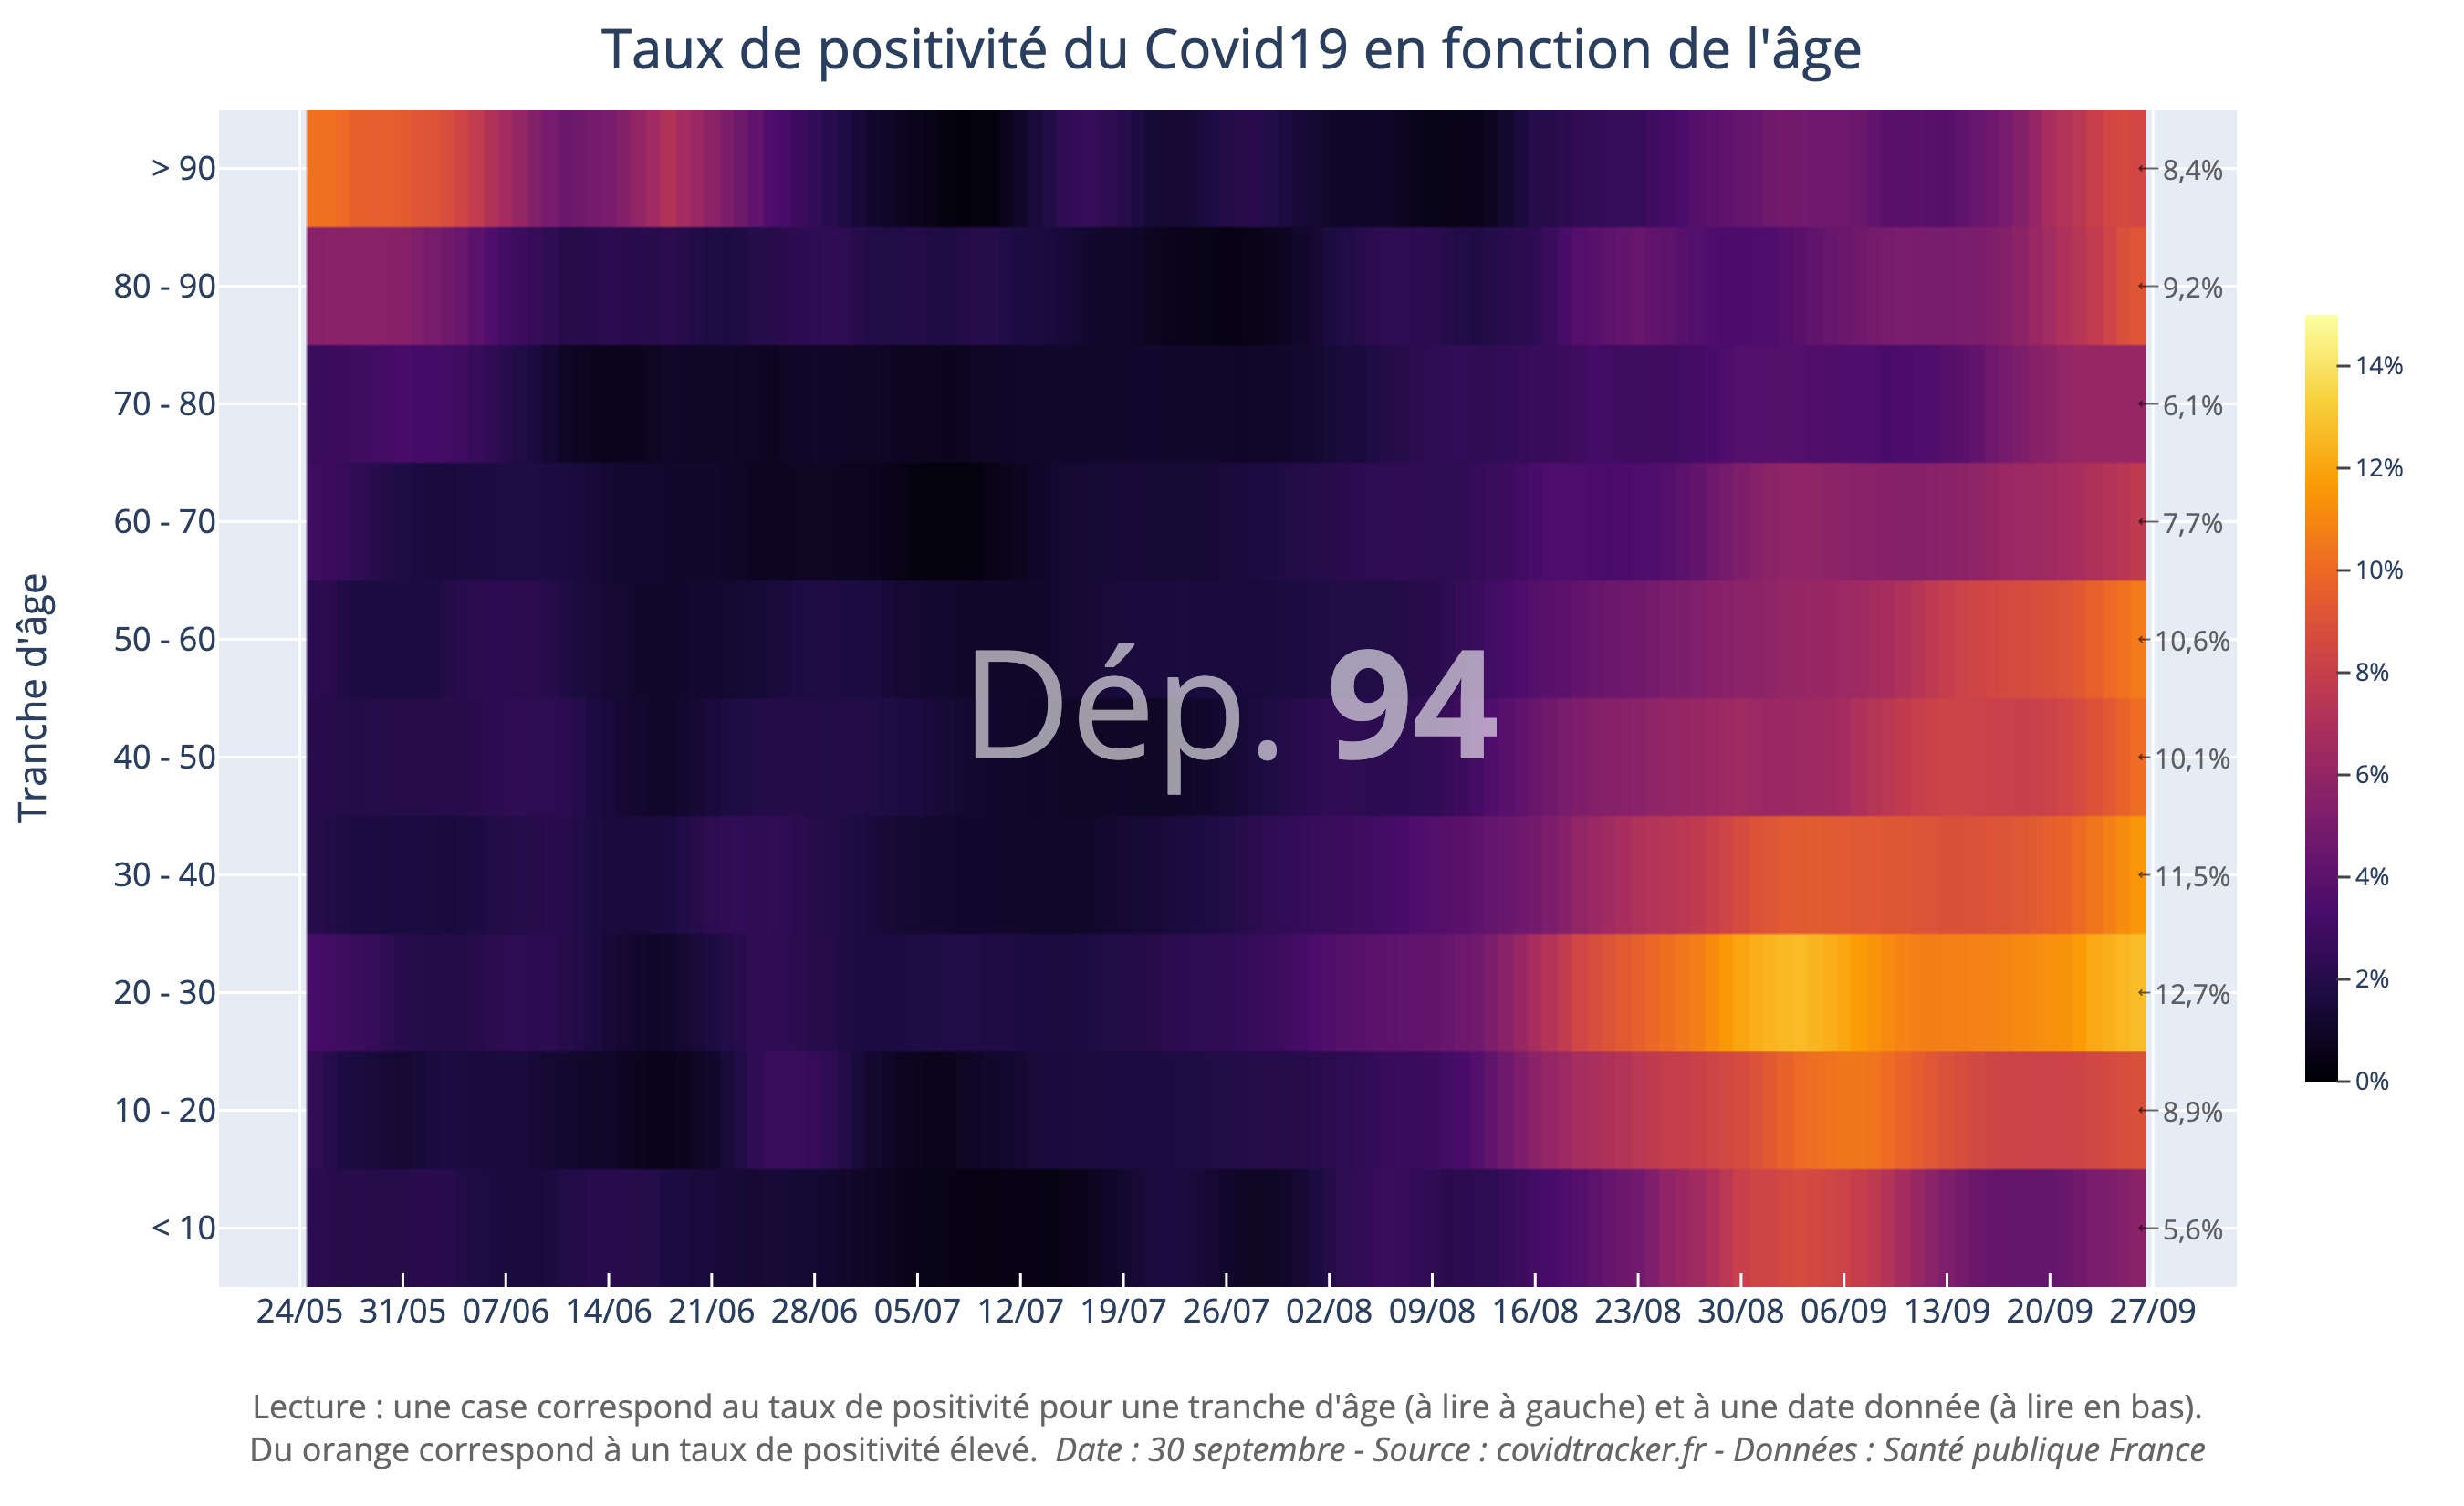 Taux de positivité du Covid19 en fonction de l'âge
Tranche d'âge
> 90
80 - 90
70 - 80
60 - 70
50 - 60
40 - 50
30 - 40
20 - 30
10 - 20
< 10
Dép. 94
8,4%
9,2%
6,1%
7,7%
10,6%
10,1%
11,5%
12,7%
8,9%
5,6%
14%
12%
10%
8%
6%
4%
2%
0%
24/05 31/05 07/06 14/06 21/06 28/06 05/07 12/07 19/07 26/07 02/08 09/08 16/08 23/08 30/08 06/09 13/09 20/09 27/09
Lecture : une case correspond au taux de positivité pour une tranche d'âge (à lire à gauche) et à une date donnée (à lire en bas).
Du orange correspond à un taux de positivité élevé. Date : 30 septembre - Source : covidtracker.fr - Données : Santé publique France